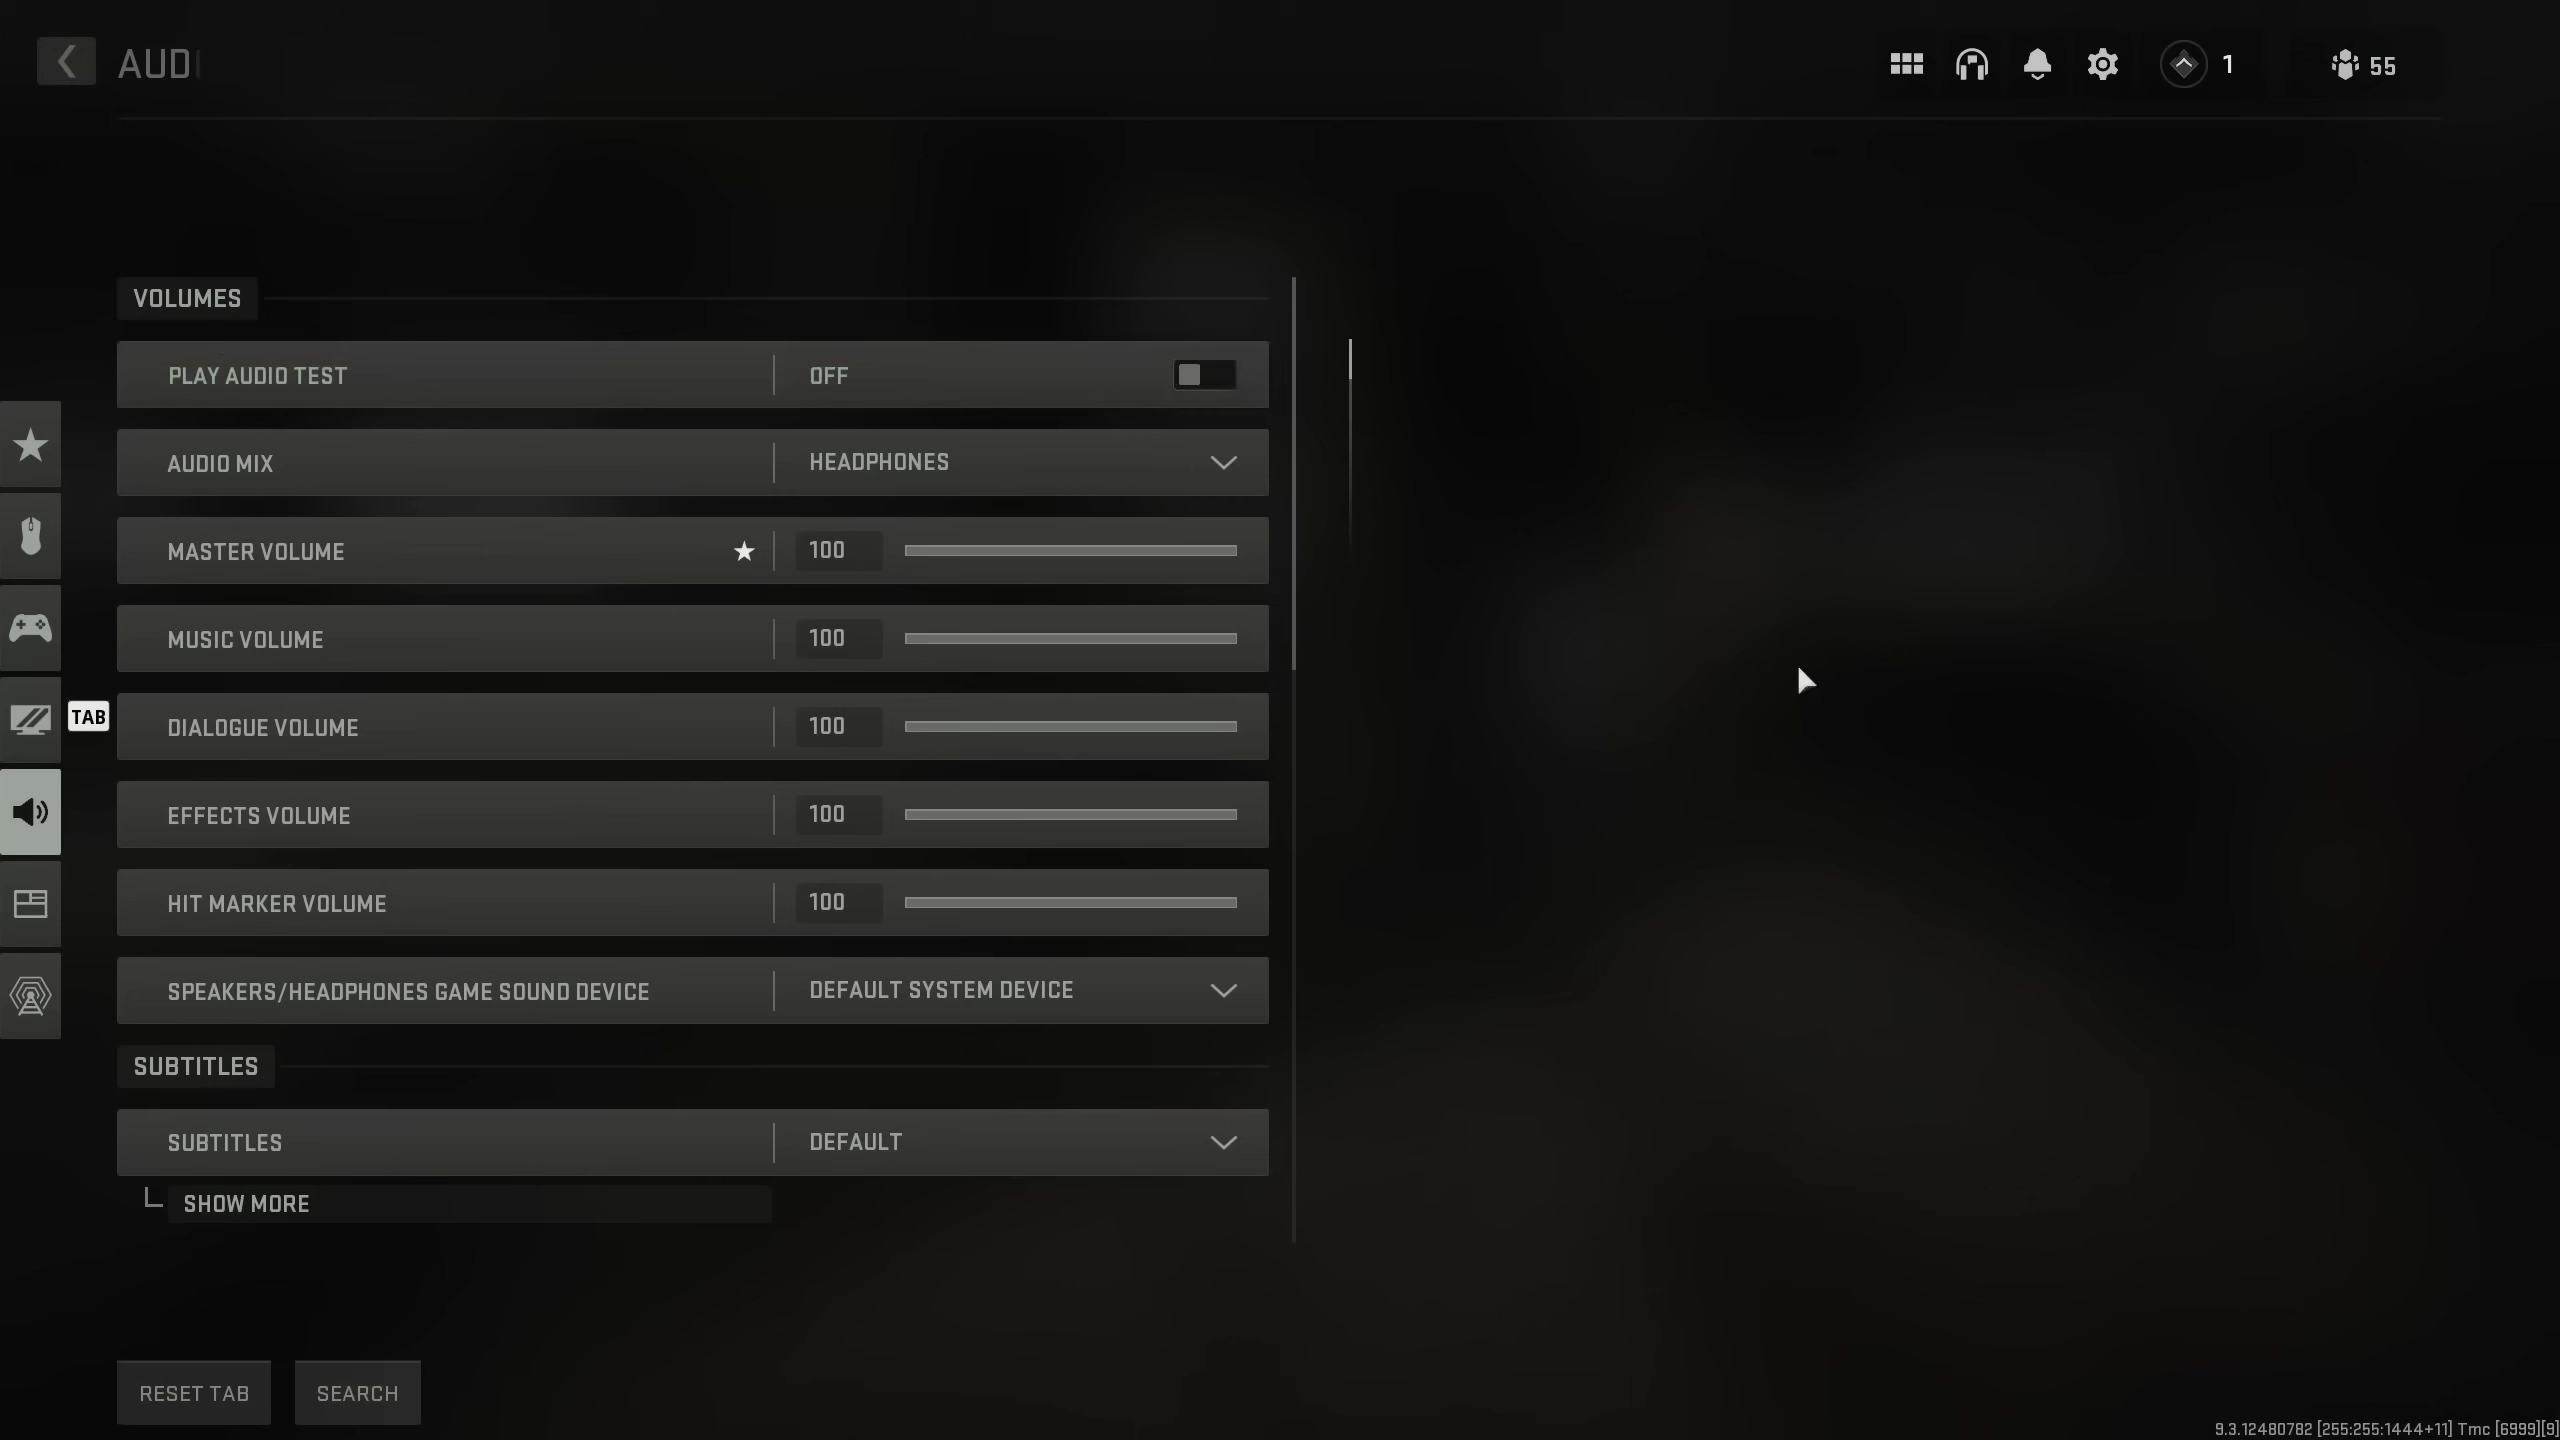 AUDI
1
55
VOLUMES
PLAY AUDIO TEST OFF
AUDIO MIX HEADPHONES
MASTER VOLUME 100
MUSIC VOLUME 100
TAB
DIALOGUE VOLUME 100
EFFECTS VOLUME 100
HIT MARKER VOLUME 100
SPEAKERS/HEADPHONES GAME SOUND DEVICE DEFAULT SYSTEM DEVICE
SUBTITLES
SUBTITLES DEFAULT
SHOW MORE
RESET TAB SEARCH
9.3.12480782 [255:255:1444+11] Tmc [6999][9]